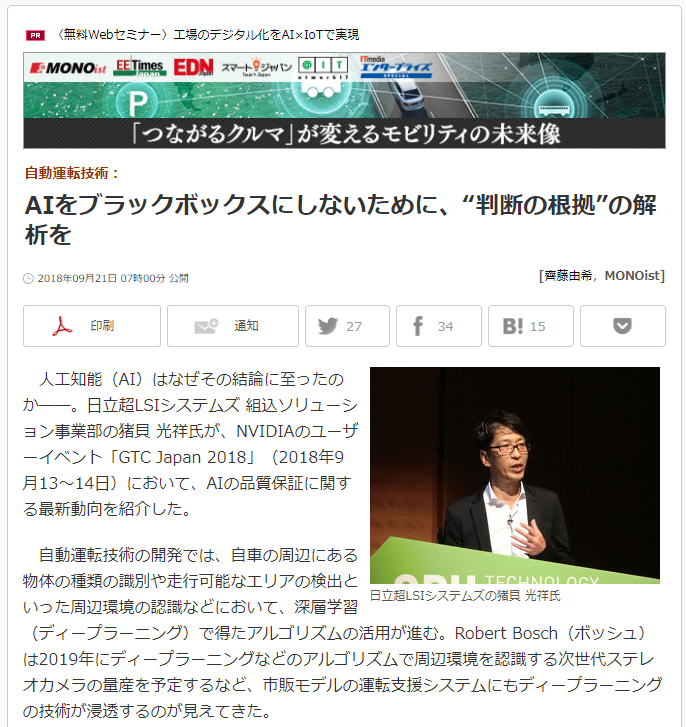 PR 〈無料Webセミナー〉工場のデジタル化をAI×IoTで実現
MONOist EETimes Japan EDN Japan スマートジャパン Smart Japan @IT ITmedia エンタープライズ SPECIAL
P
「つながるクルマ」が変えるモビリティの未来像
自動運転技術：
AIをブラックボックスにしないために、“判断の根拠”の解
析を
2018年09月21日 07時00分 公開
[齊藤由希，MONOist]
印刷 通知 27 34 B! 15
人工知能（AI）はなぜその結論に至ったの
か――。日立超LSIシステムズ 組込ソリューシ
ョン事業部の猪貝 光祥氏が、NVIDIAのユーザ
ーイベント「GTC Japan 2018」（2018年9
月13～14日）において、AIの品質保証に関す
る最新動向を紹介した。
TECHNOLOGY
日立超LSIシステムズの猪貝 光祥氏
自動運転技術の開発では、自車の周辺にある
物体の種類の識別や走行可能なエリアの検出と
いった周辺環境の認識などにおいて、深層学習
（ディープラーニング）で得たアルゴリズムの活用が進む。Robert Bosch（ボッシュ）
は2019年にディープラーニングなどのアルゴリズムで周辺環境を認識する次世代ステレ
オカメラの量産を予定するなど、市販モデルの運転支援システムにもディープラーニング
の技術が浸透するのが見えてきた。